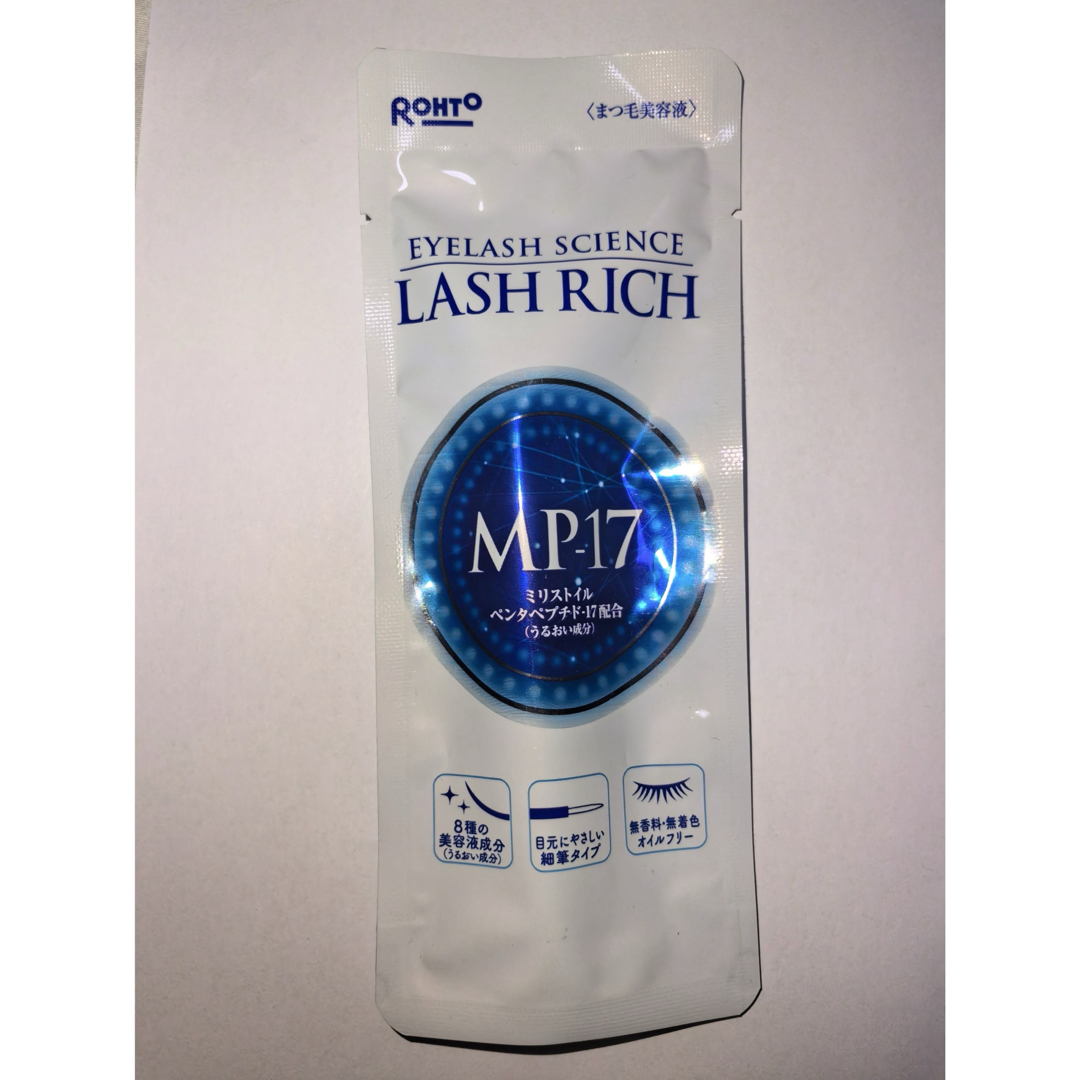 ROHTO
〈まつ毛美容液〉
EYELASH SCIENCE
LASH RICH
MP-17
ミリストイル
ペンタペプチド-17配合
(うるおい成分)
8種の
美容液成分
(うるおい成分)
目元にやさしい
細筆タイプ
無香料・無着色
オイルフリー